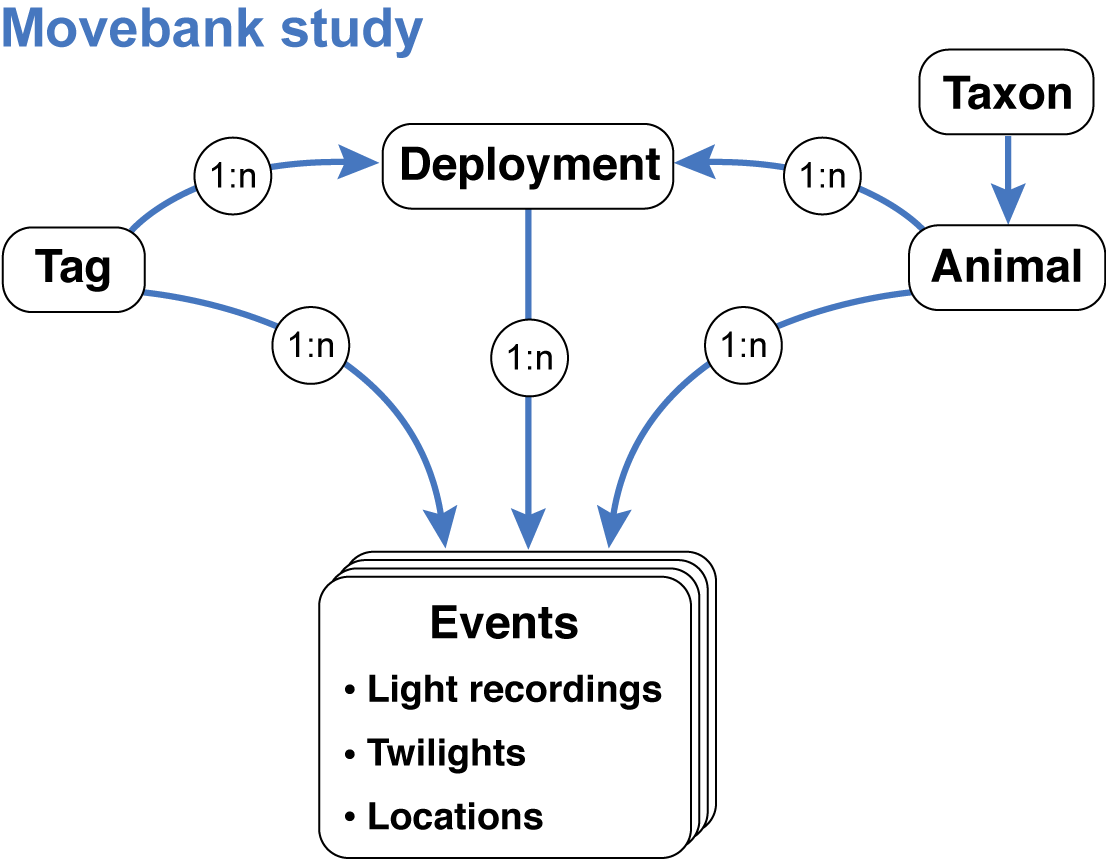 Movebank study
Taxon
Deployment
1:n
1:n
Tag
Animal
1:n
1:n
1:n
Events
• Light recordings
• Twilights
• Locations